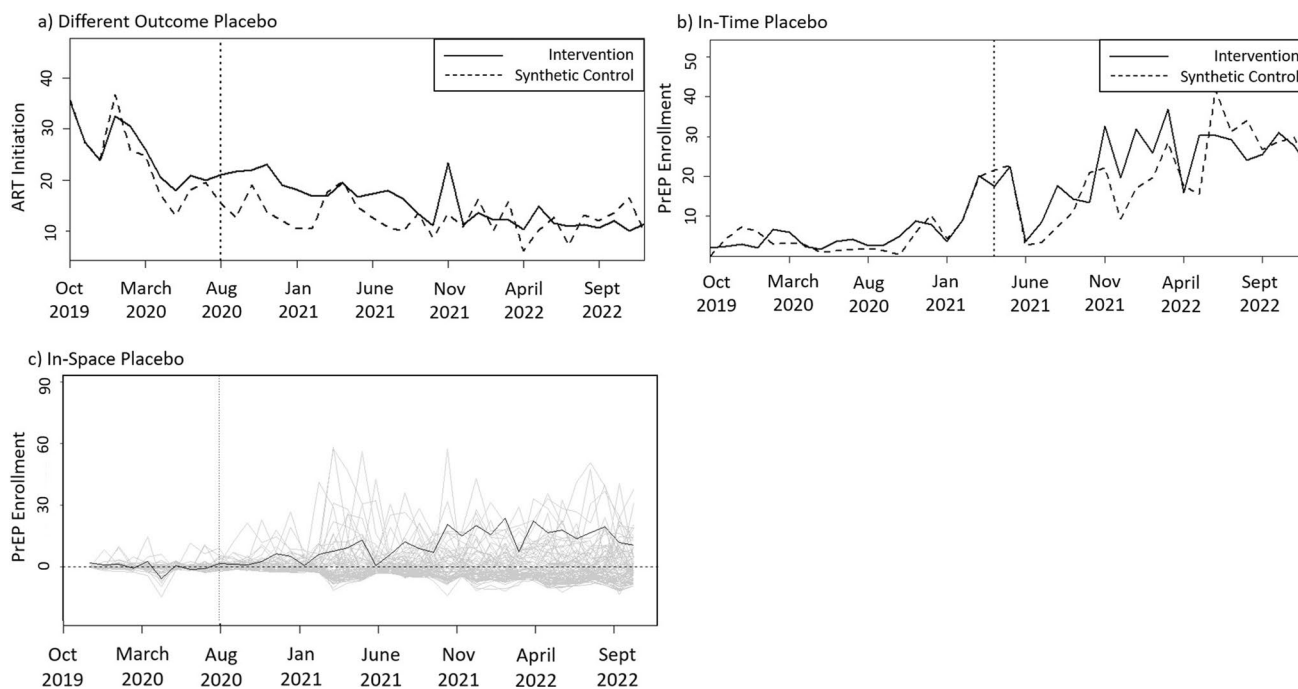 a) Different Outcome Placebo
Intervention
Synthetic Control
ART Initiation
40
30
20
10
Oct March Aug Jan June Nov April Sept
2019 2020 2020 2021 2021 2021 2022 2022
b) In-Time Placebo
Intervention
Synthetic Control
PrEP Enrollment
50
40
30
20
10
Oct March Aug Jan June Nov April Sept
2019 2020 2020 2021 2021 2021 2022 2022
c) In-Space Placebo
PrEP Enrollment
90
60
30
0
Oct March Aug Jan June Nov April Sept
2019 2020 2020 2021 2021 2021 2022 2022